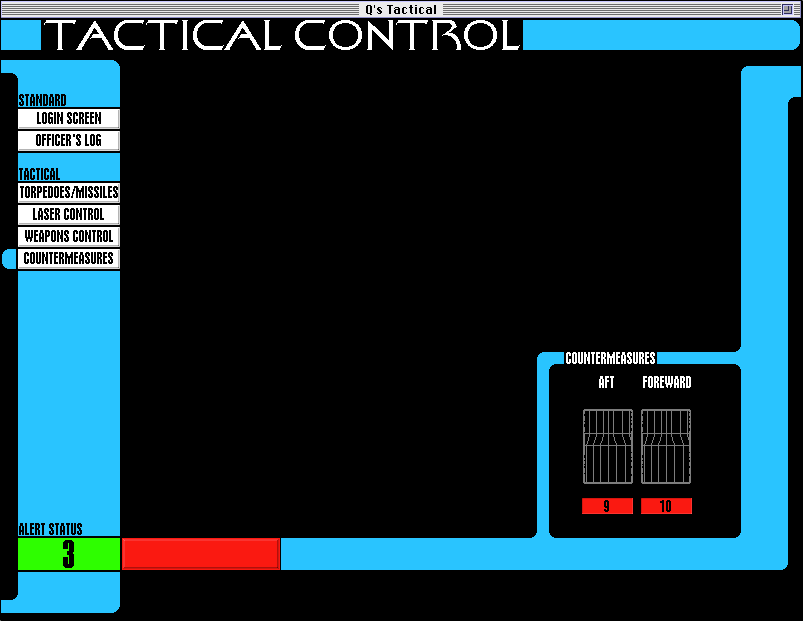 Q's Tactical
TACTICAL CONTROL
STANDARD
LOGIN SCREEN
OFFICER'S LOG
TACTICAL
TORPEDOES/MISSILES
LASER CONTROL
WEAPONS CONTROL
COUNTERMEASURES
COUNTERMEASURES
AFT FOREWARD
9 10
ALERT STATUS
3